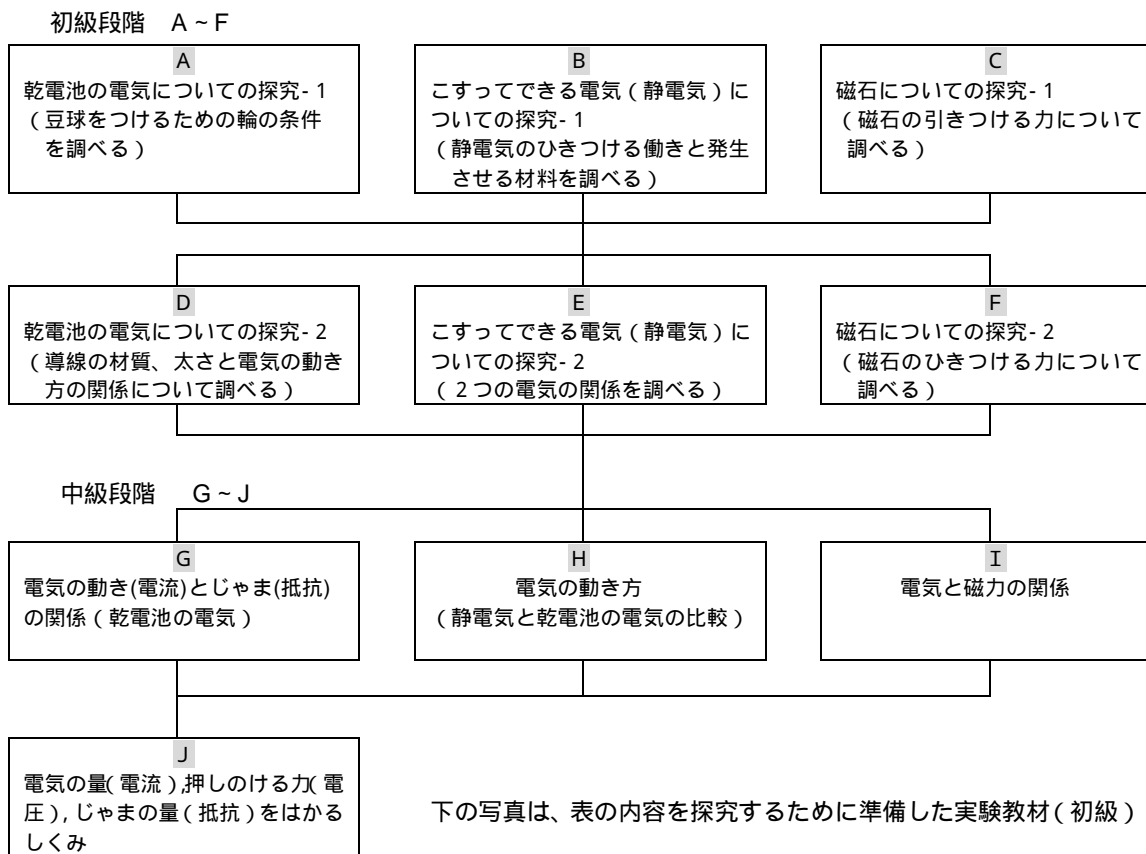 初級段階 A~F
A
乾電池の電気についての探究-1
(豆球をつけるための輪の条件
を調べる)
B
こすってできる電気(静電気)に
ついての探究-1
(静電気のひきつける働きと発生
させる材料を調べる)
C
磁石についての探究-1
(磁石の引きつける力について
調べる)
D
乾電池の電気についての探究-2
(導線の材質、太さと電気の動き
方の関係について調べる)
E
こすってできる電気(静電気)に
ついての探究-2
(2つの電気の関係を調べる)
F
磁石についての探究-2
(磁石のひきつける力について
調べる)
中級段階 G~J
G
電気の動き(電流)とじゃま(抵抗)
の関係(乾電池の電気)
H
電気の動き方
(静電気と乾電池の電気の比較)
I
電気と磁力の関係
J
電気の量(電流),押しのける力(電
圧),じゃまの量(抵抗)をはかる
しくみ
下の写真は、表の内容を探究するために準備した実験教材(初級)